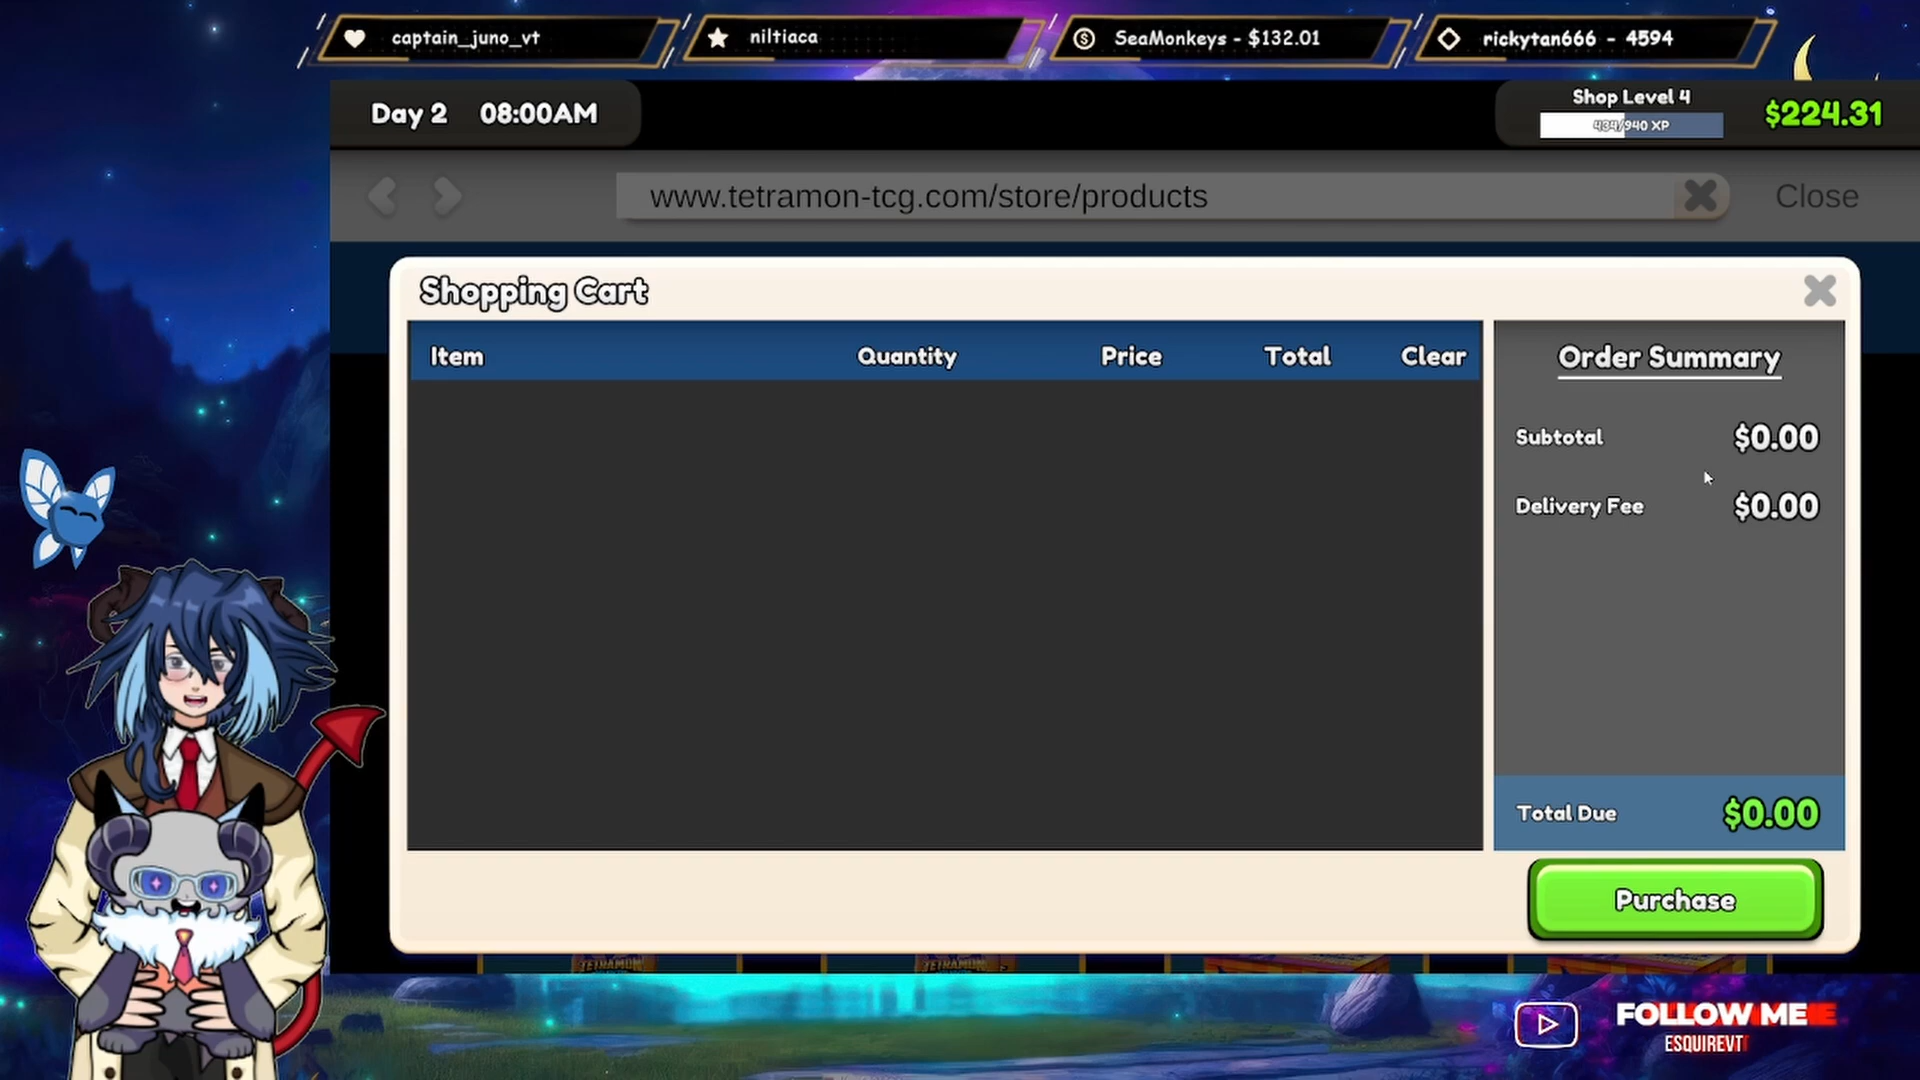 captain_juno_vt
niltiaca
SeaMonkeys - $132.01
rickytan666 - 4594
Day 2 08:00AM
Shop Level 4
434/940 XP
$224.31
www.tetramon-tcg.com/store/products
Close
Shopping Cart
Item Quantity Price Total Clear
Order Summary
Subtotal $0.00
Delivery Fee $0.00
Total Due $0.00
Purchase
TETRAMON
TETRAMON
FOLLOW ME
ESQUIREVT